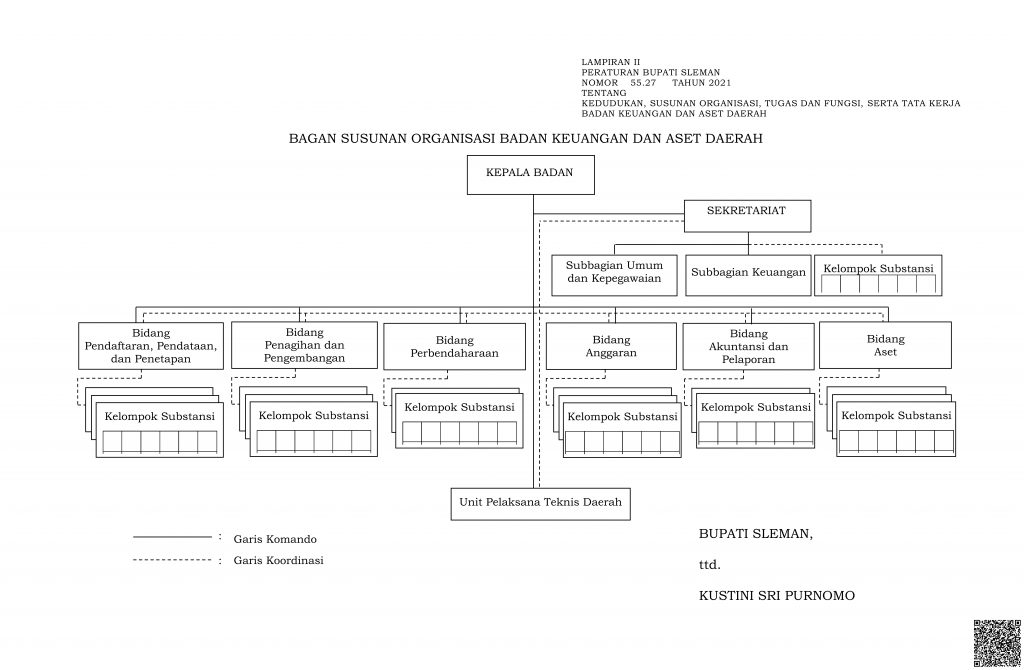 LAMPIRAN II
PERATURAN BUPATI SLEMAN
NOMOR 55.27 TAHUN 2021
TENTANG
KEDUDUKAN, SUSUNAN ORGANISASI, TUGAS DAN FUNGSI, SERTA TATA KERJA
BADAN KEUANGAN DAN ASET DAERAH
BAGAN SUSUNAN ORGANISASI BADAN KEUANGAN DAN ASET DAERAH
KEPALA BADAN
SEKRETARIAT
Subbagian Umum
dan Kepegawaian
Subbagian Keuangan
Kelompok Substansi
Bidang
Pendaftaran, Pendataan,
dan Penetapan
Bidang
Penagihan dan
Pengembangan
Bidang
Perbendaharaan
Bidang
Anggaran
Bidang
Akuntansi dan
Pelaporan
Bidang
Aset
Kelompok Substansi
Kelompok Substansi
Kelompok Substansi
Kelompok Substansi
Kelompok Substansi
Kelompok Substansi
Unit Pelaksana Teknis Daerah
: Garis Komando
: Garis Koordinasi
BUPATI SLEMAN,
ttd.
KUSTINI SRI PURNOMO